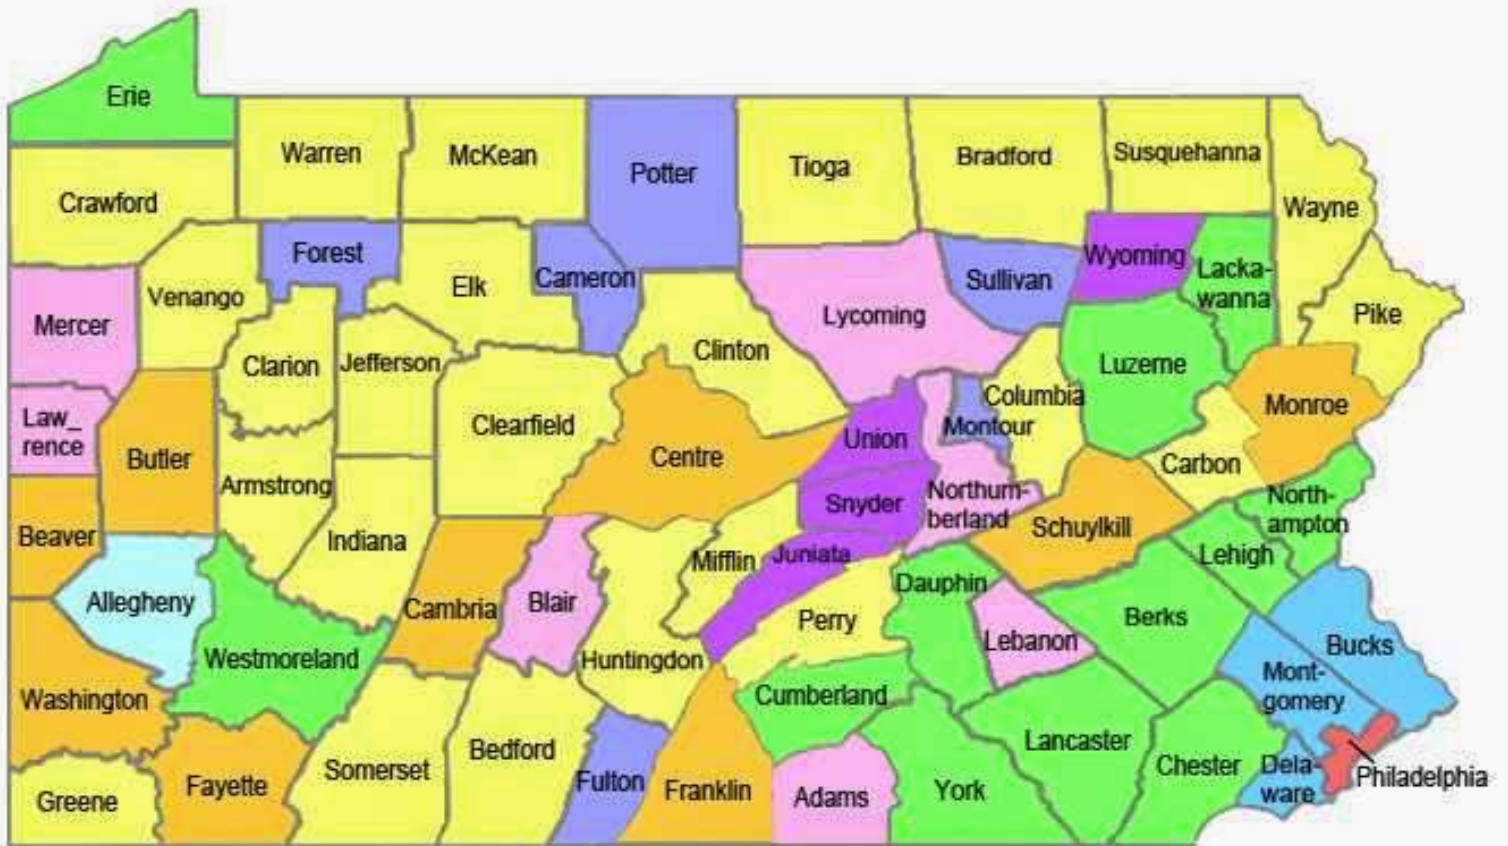 Erie
Warren
McKean
Potter
Tioga
Bradford
Susquehanna
Wayne
Crawford
Forest
Elk
Cameron
Sullivan
Wyoming
Lacka-
wanna
Pike
Mercer
Venango
Clarion
Jefferson
Clinton
Lycoming
Luzerne
Columbia
Monroe
Law_
rence
Butler
Clearfield
Centre
Union
Montour
Carbon
Armstrong
Snyder
Northum-
berland
Schuylkill
North-
ampton
Beaver
Indiana
Mifflin
Juniata
Lehigh
Allegheny
Cambria
Blair
Dauphin
Perry
Lebanon
Berks
Bucks
Westmoreland
Huntingdon
Cumberland
Mont-
gomery
Washington
Somerset
Bedford
Lancaster
Chester
Dela-
ware
Philadelphia
Greene
Fayette
Fulton
Franklin
Adams
York